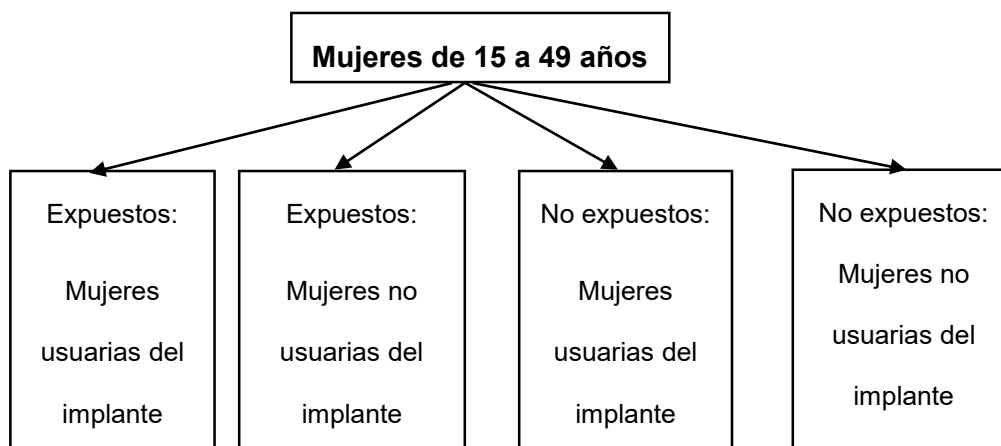 Mujeres de 15 a 49 años
Expuestos:
Mujeres
usuarias del
implante
Expuestos:
Mujeres no
usuarias del
implante
No expuestos:
Mujeres
usuarias del
implante
No expuestos:
Mujeres no
usuarias del
implante